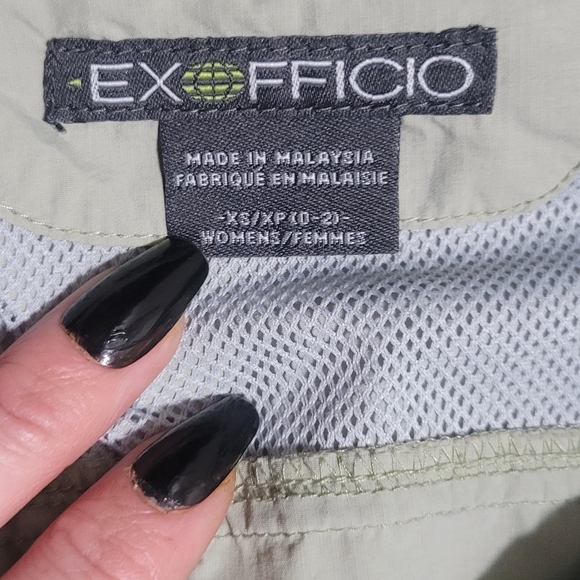 EXOFFICIO
MADE IN MALAYSIA
FABRIQUÉ EN MALAISIE
-XS/XP(0-2)-
WOMENS/FEMMES